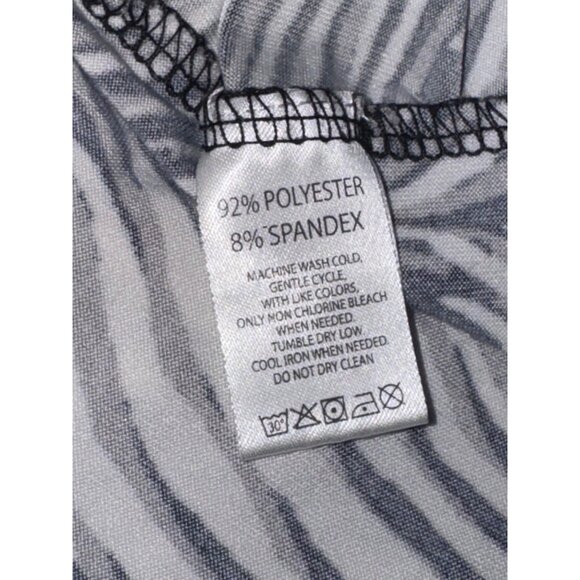 92% POLYESTER
8% SPANDEX
MACHINE WASH COLD,
GENTLE CYCLE,
WITH LIKE COLORS,
ONLY NON CHLORINE BLEACH
WHEN NEEDED.
TUMBLE DRY LOW
COOL IRON WHEN NEEDED.
DO NOT DRY CLEAN
30°